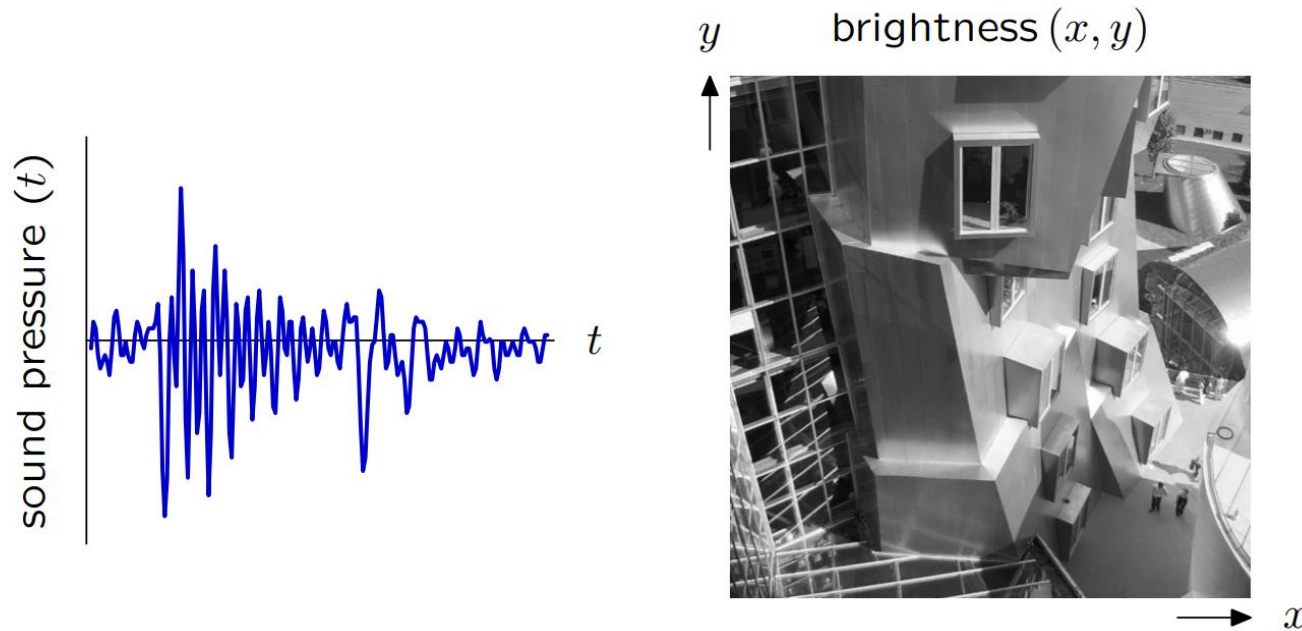 sound pressure (t)
t
y
brightness (x, y)
x